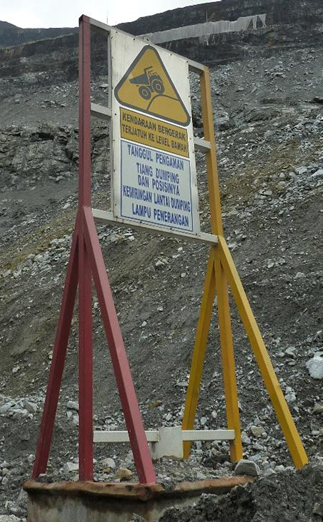 KENDARAAN BERGERAK
TERJATUH KE LEVEL BAWAH
TANGGUL PENGAMAN
TIANG DUMPING
DAN POSISINYA
KEMIRINGAN LANTAI DUMPING
LAMPU PENERANGAN